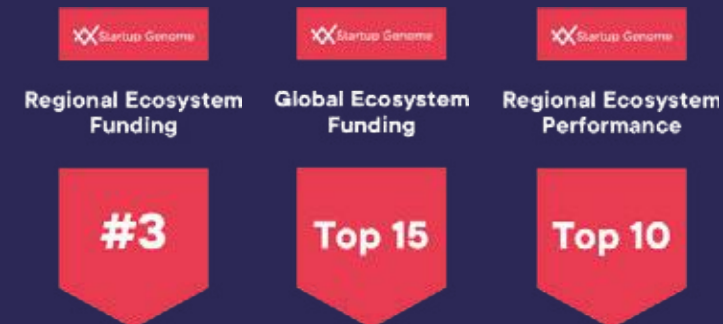 Startup Genome
Startup Genome
Startup Genome
Regional Ecosystem
Funding
Global Ecosystem
Funding
Regional Ecosystem
Performance
#3
Top 15
Top 10